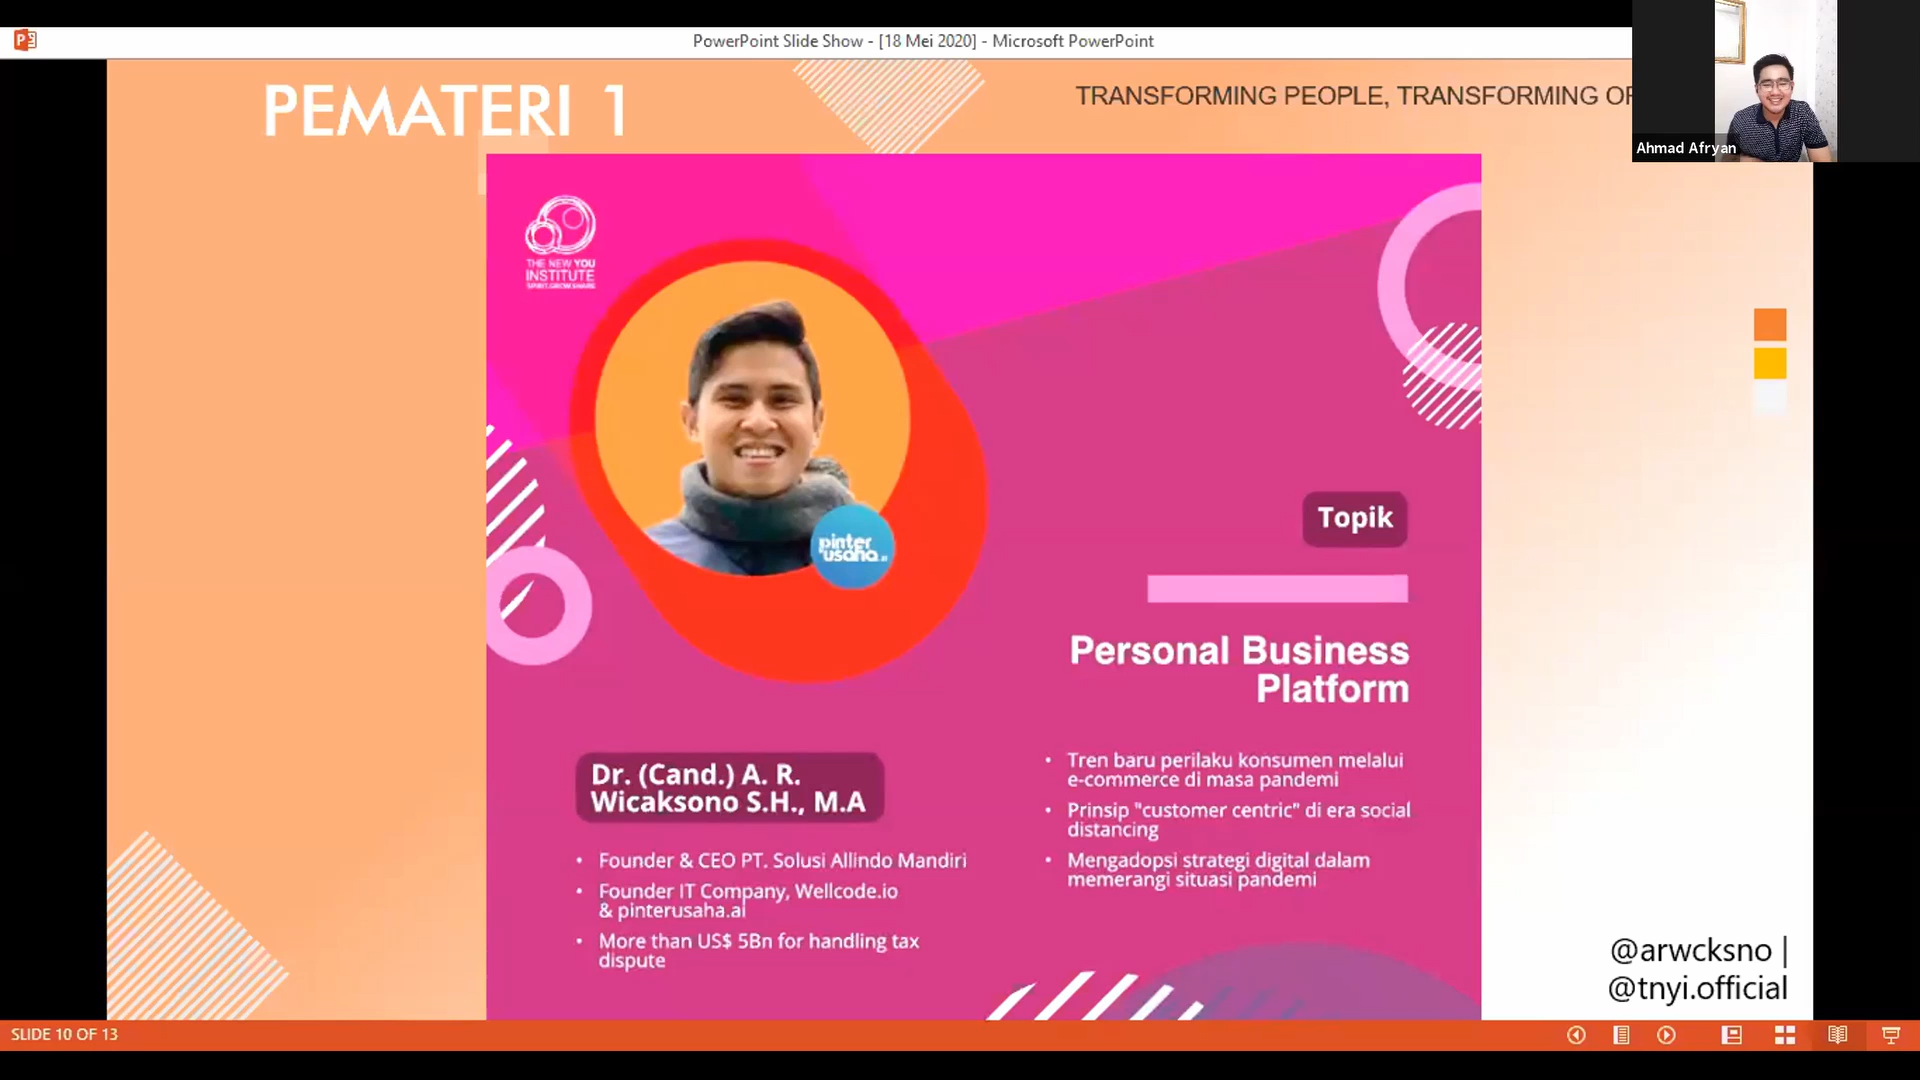 PowerPoint Slide Show - [18 Mei 2020] - Microsoft PowerPoint
PEMATERI 1
TRANSFORMING PEOPLE, TRANSFORMING
Ahmad Afryan
THE NEW YOU
INSTITUTE
SPIRIT.GROW.SHARE
pinter
usaha.ai
Topik
Personal Business
Platform
Dr. (Cand.) A. R.
Wicaksono S.H., M.A
• Founder & CEO PT. Solusi Allindo Mandiri
• Founder IT Company, Wellcode.io
& pinterusaha.ai
• More than US$ 5Bn for handling tax
dispute
• Tren baru perilaku konsumen melalui
e-commerce di masa pandemi
• Prinsip "customer centric" di era social
distancing
• Mengadopsi strategi digital dalam
memerangi situasi pandemi
@arwcksno |
@tnyi.official
SLIDE 10 OF 13